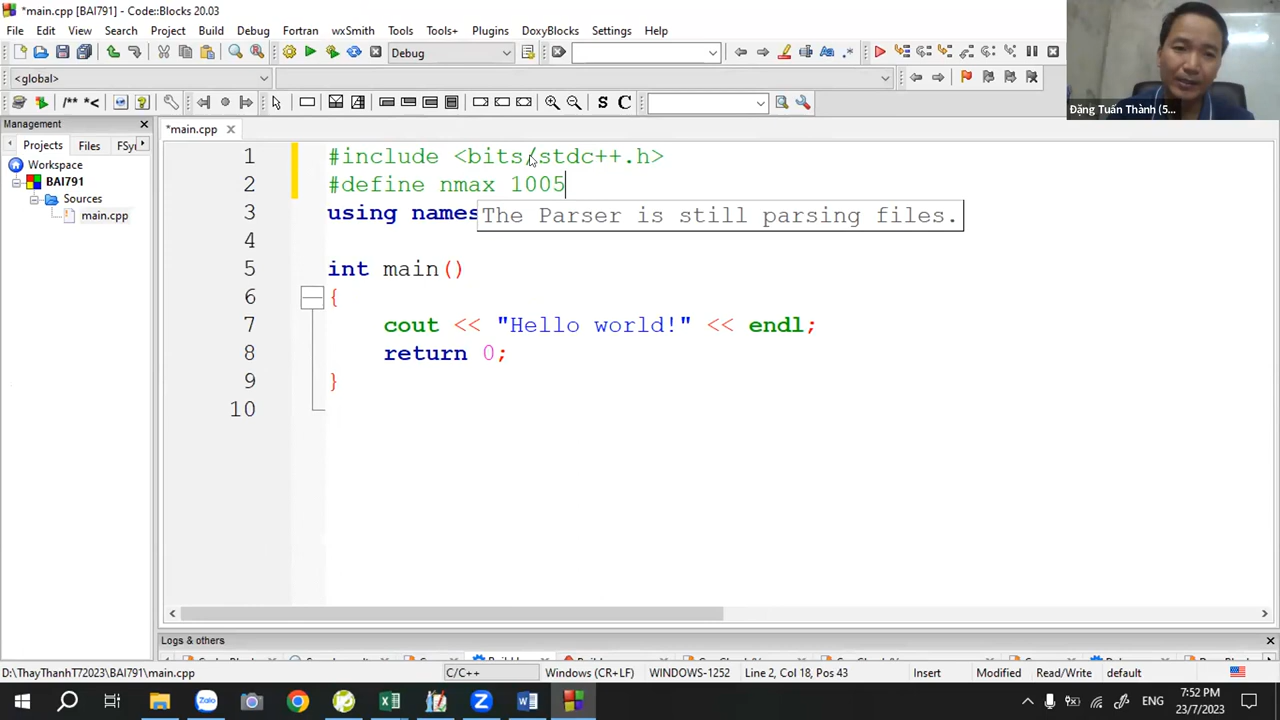 *main.cpp [BAI791] - Code::Blocks 20.03
File Edit View Search Project Build Debug Fortran wxSmith Tools Tools+ Plugins DoxyBlocks Settings Help
Debug
Aa
.*
<global>
/** *<
S C
Management
*main.cpp
Projects Files FSy
Workspace
BAI791
Sources
main.cpp
1 #include <bits/stdc++.h>
2 #define nmax 1005
3 using names
The Parser is still parsing files.
4
5 int main()
6 {
7 cout << "Hello world!" << endl;
8 return 0;
9 }
10
Đặng Tuấn Thành (5...
Logs & others
D:\ThayThanhT72023\BAI791\main.cpp C/C++ Windows (CR+LF) WINDOWS-1252 Line 2, Col 18, Pos 43 Insert Modified Read/Write default
Zalo
ENG
7:52 PM
23/7/2023